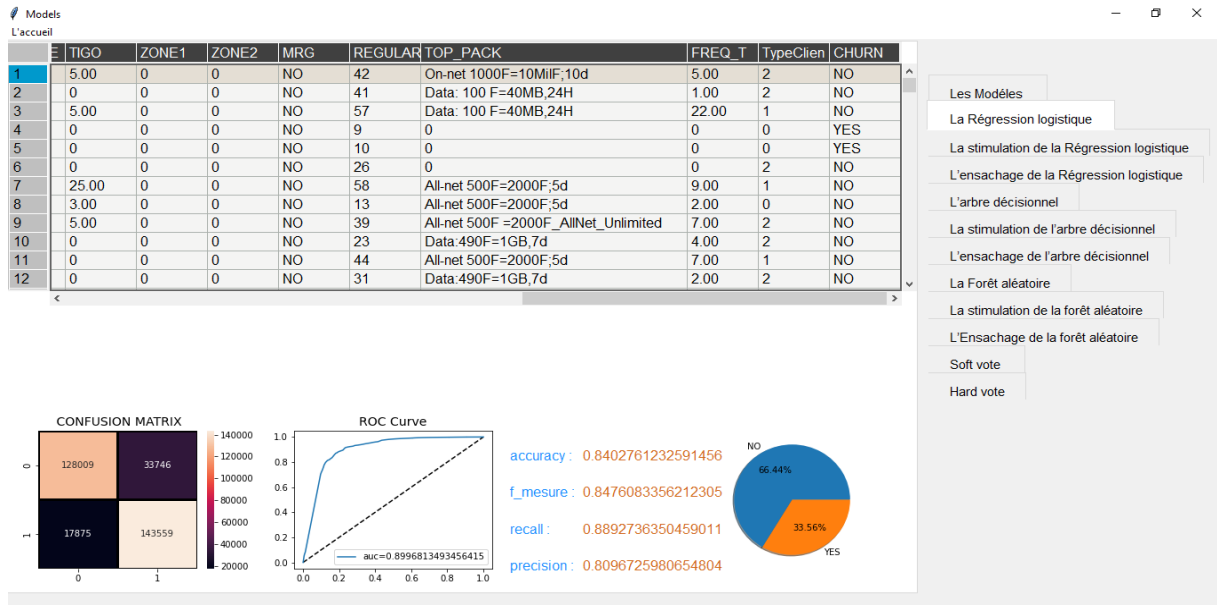 Models
L'accueil
E TIGO ZONE1 ZONE2 MRG REGULAR TOP_PACK FREQ_T TypeClien CHURN
1 5.00 0 0 NO 42 On-net 1000F=10MilF;10d 5.00 2 NO
2 0 0 0 NO 41 Data: 100 F=40MB,24H 1.00 2 NO
3 5.00 0 0 NO 57 Data: 100 F=40MB,24H 22.00 1 NO
4 0 0 0 NO 9 0 0 0 YES
5 0 0 0 NO 10 0 0 0 YES
6 0 0 0 NO 26 0 0 2 NO
7 25.00 0 0 NO 58 All-net 500F=2000F;5d 9.00 1 NO
8 3.00 0 0 NO 13 All-net 500F=2000F;5d 2.00 0 NO
9 5.00 0 0 NO 39 All-net 500F =2000F_AllNet_Unlimited 7.00 2 NO
10 0 0 0 NO 23 Data:490F=1GB,7d 4.00 2 NO
11 0 0 0 NO 44 All-net 500F=2000F;5d 7.00 1 NO
12 0 0 0 NO 31 Data:490F=1GB,7d 2.00 2 NO
Les Modéles
La Régression logistique
La stimulation de la Régression logistique
L'ensachage de la Régression logistique
L'arbre décisionnel
La stimulation de l'arbre décisionnel
L'ensachage de l'arbre décisionnel
La Forêt aléatoire
La stimulation de la forêt aléatoire
L'Ensachage de la forêt aléatoire
Soft vote
Hard vote
CONFUSION MATRIX
0
1
128009 33746
17875 143559
0 1
140000
120000
100000
80000
60000
40000
20000
ROC Curve
1.0
0.8
0.6
0.4
0.2
0.0
auc=0.8996813493456415
0.0 0.2 0.4 0.6 0.8 1.0
accuracy : 0.8402761232591456
f_mesure : 0.8476083356212305
recall : 0.8892736350459011
precision : 0.8096725980654804
NO
66.44%
33.56%
YES